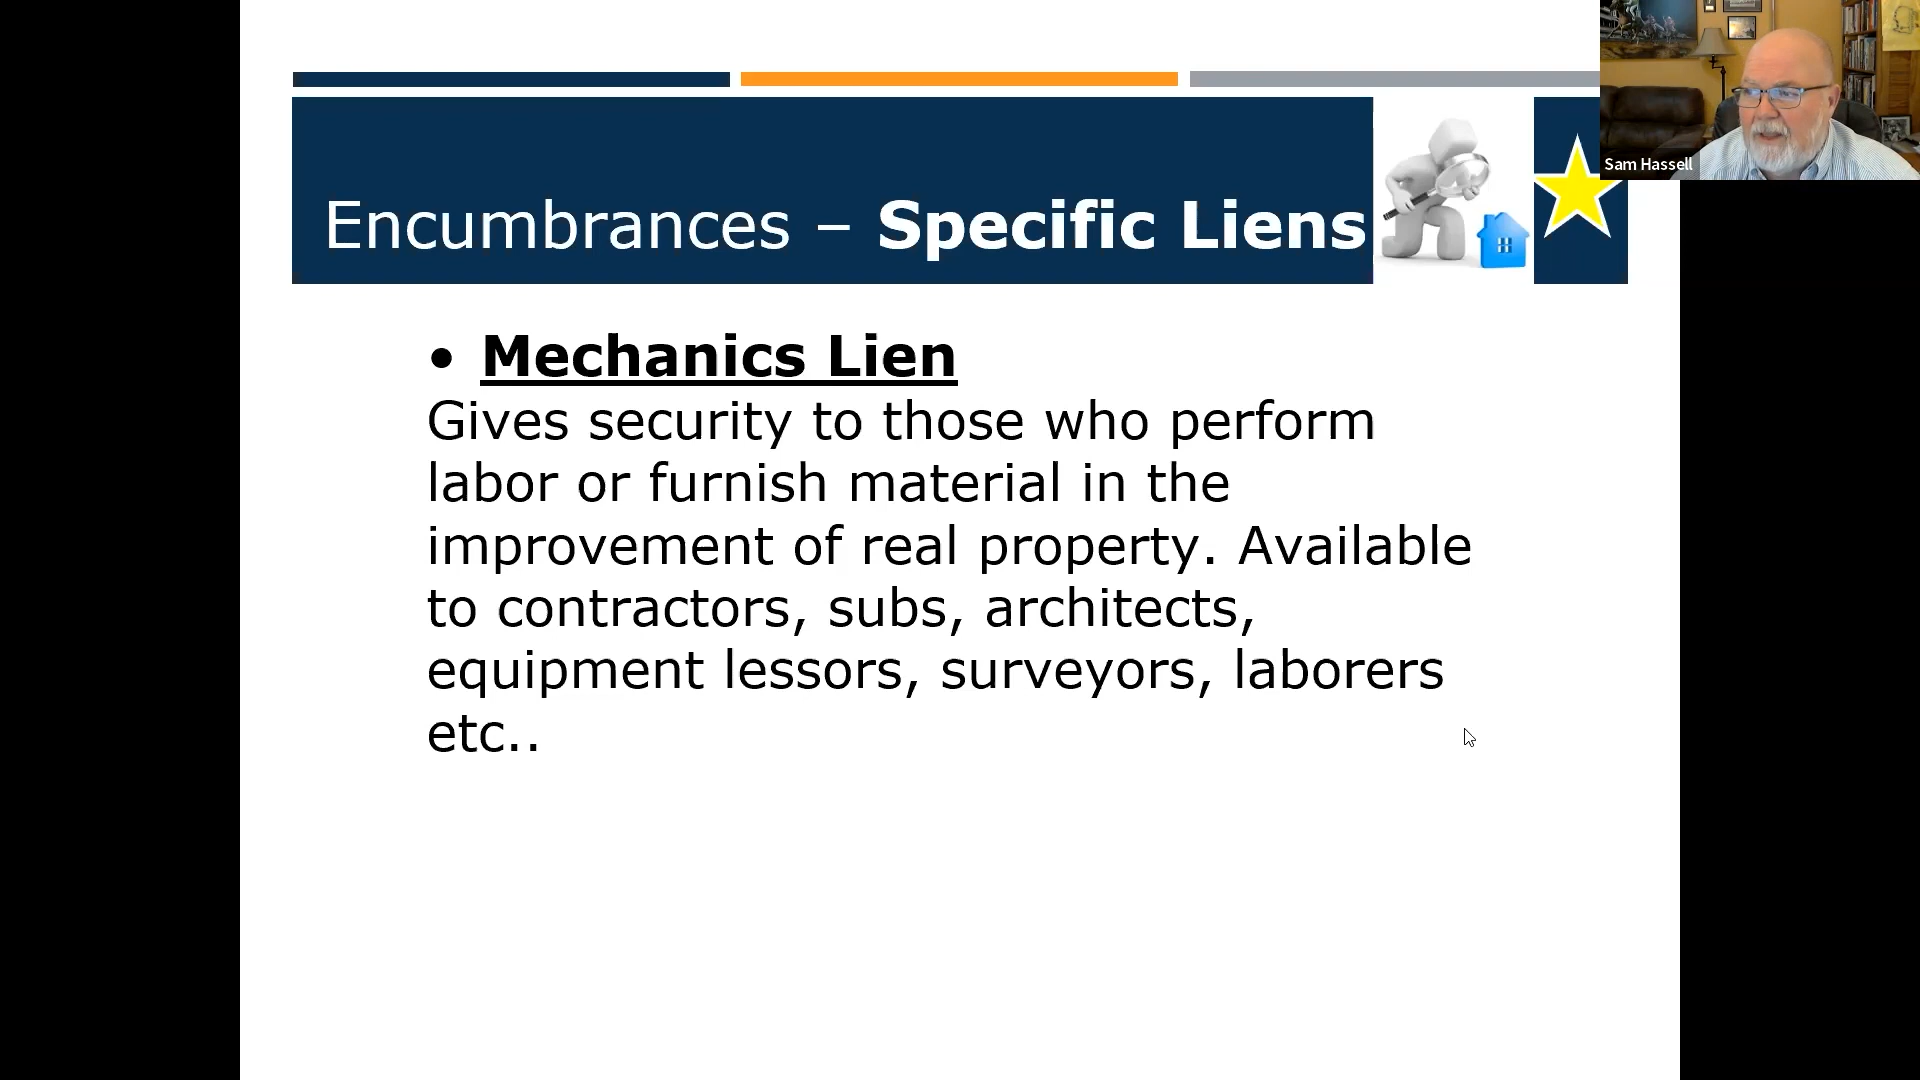 Encumbrances – Specific Liens
Sam Hassell
• Mechanics Lien
Gives security to those who perform
labor or furnish material in the
improvement of real property. Available
to contractors, subs, architects,
equipment lessors, surveyors, laborers
etc..